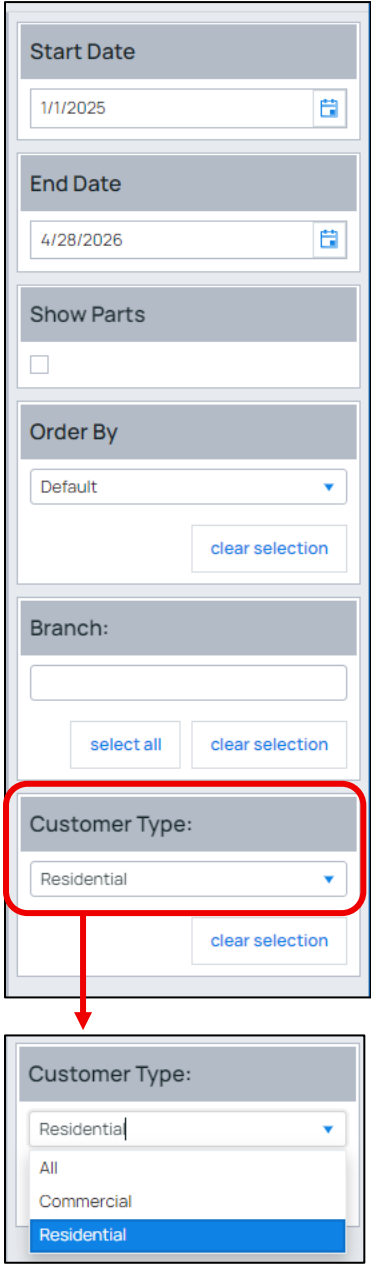 Start Date
1/1/2025
End Date
4/28/2026
Show Parts
Order By
Default
clear selection
Branch:
select all clear selection
Customer Type:
Residential
clear selection
Customer Type:
Residential
All
Commercial
Residential